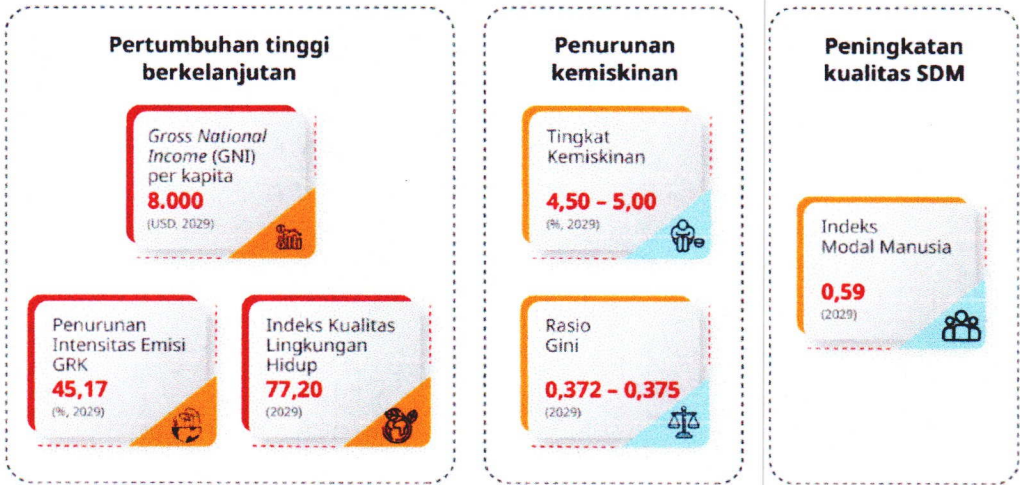 Pertumbuhan tinggi
berkelanjutan
Gross National
Income (GNI)
per kapita
8.000
(USD, 2029)
Penurunan
Intensitas Emisi
GRK
45,17
(%, 2029)
Indeks Kualitas
Lingkungan
Hidup
77,20
(2029)
Penurunan
kemiskinan
Tingkat
Kemiskinan
4,50 – 5,00
(%, 2029)
Rasio
Gini
0,372 – 0,375
(2029)
Peningkatan
kualitas SDM
Indeks
Modal Manusia
0,59
(2029)